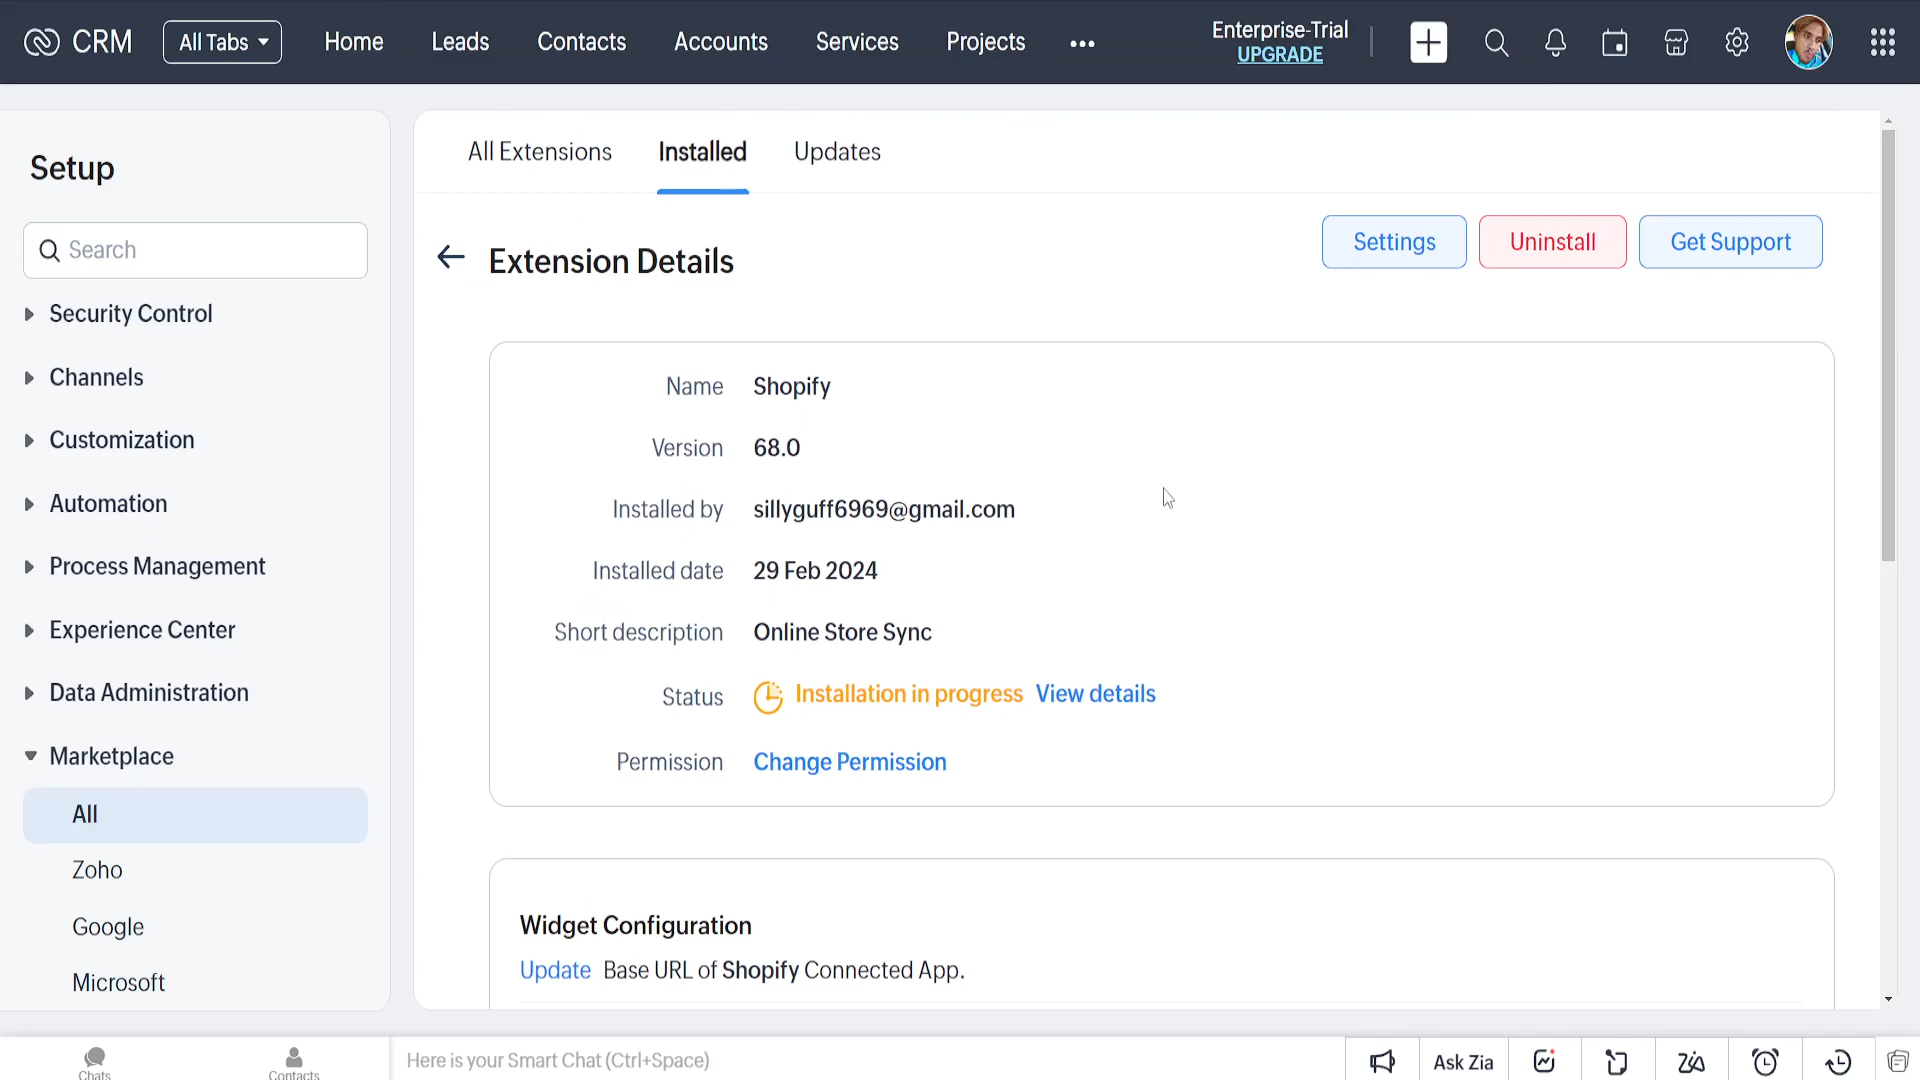 CRM
All Tabs
Home
Leads
Contacts
Accounts
Services
Projects
Enterprise-Trial
UPGRADE
Setup
Search
Security Control
Channels
Customization
Automation
Process Management
Experience Center
Data Administration
Marketplace
All
Zoho
Google
Microsoft
All Extensions
Installed
Updates
Extension Details
Settings
Uninstall
Get Support
Name Shopify
Version 68.0
Installed by sillyguff6969@gmail.com
Installed date 29 Feb 2024
Short description Online Store Sync
Status Installation in progress View details
Permission Change Permission
Widget Configuration
Update Base URL of Shopify Connected App.
Chats
Contacts
Here is your Smart Chat (Ctrl+Space)
Ask Zia